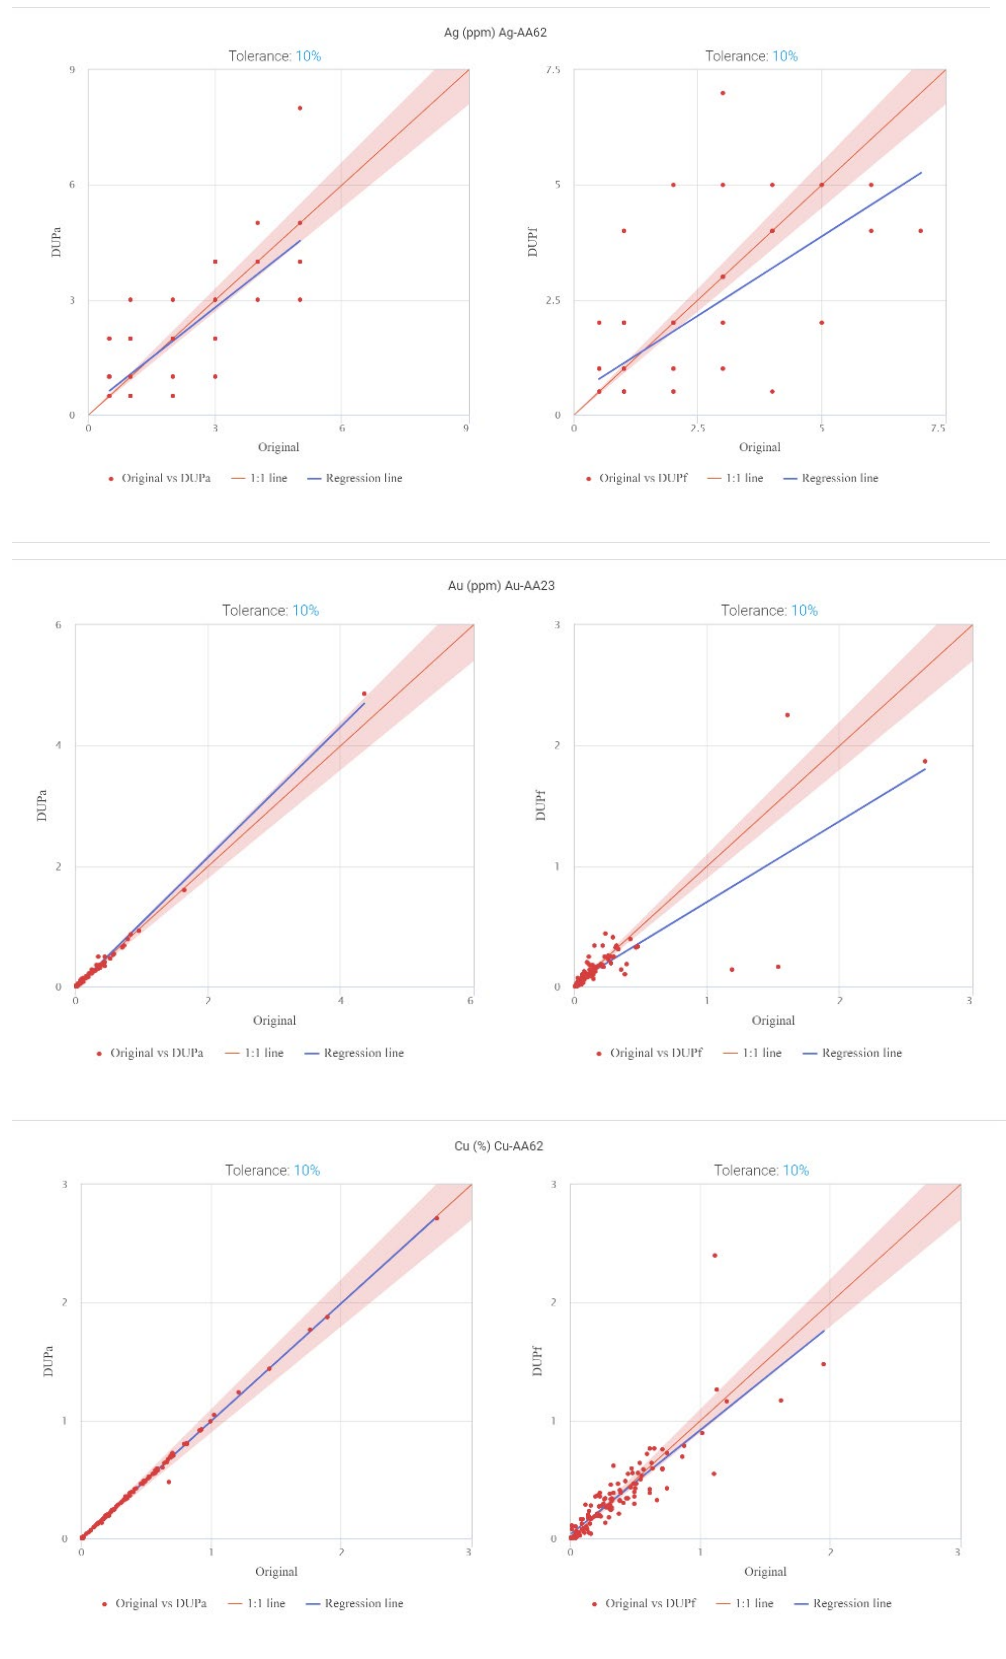 Ag (ppm) Ag-AA62
Tolerance: 10%
9
6
3
0
DUPa
0 3 6 9
Original
Original vs DUPa 1:1 line Regression line
Tolerance: 10%
7.5
5
2.5
0
DUPf
0 2.5 5 7.5
Original
Original vs DUPf 1:1 line Regression line
Au (ppm) Au-AA23
Tolerance: 10%
6
4
2
0
DUPa
0 2 4 6
Original
Original vs DUPa 1:1 line Regression line
Tolerance: 10%
3
2
1
0
DUPf
0 1 2 3
Original
Original vs DUPf 1:1 line Regression line
Cu (%) Cu-AA62
Tolerance: 10%
3
2
1
0
DUPa
0 1 2 3
Original
Original vs DUPa 1:1 line Regression line
Tolerance: 10%
3
2
1
0
DUPf
0 1 2 3
Original
Original vs DUPf 1:1 line Regression line